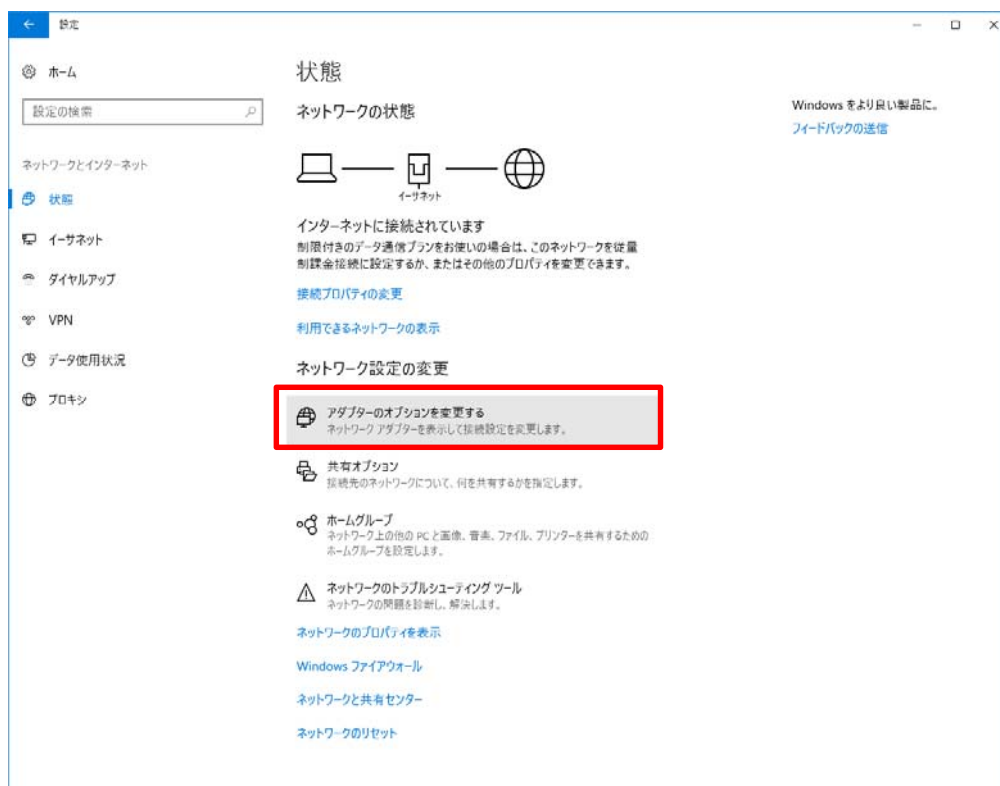 設定
ホーム
設定の検索
ネットワークとインターネット
状態
イーサネット
ダイヤルアップ
VPN
データ使用状況
プロキシ
状態
ネットワークの状態
イーサネット
インターネットに接続されています
制限付きのデータ通信プランをお使いの場合は、このネットワークを従量
制課金接続に設定するか、またはその他のプロパティを変更できます。
接続プロパティの変更
利用できるネットワークの表示
ネットワーク設定の変更
アダプターのオプションを変更する
ネットワーク アダプターを表示して接続設定を変更します。
共有オプション
接続先のネットワークについて、何を共有するかを指定します。
ホームグループ
ネットワーク上の他の PC と画像、音楽、ファイル、プリンターを共有するための
ホームグループを設定します。
ネットワークのトラブルシューティング ツール
ネットワークの問題を診断し、解決します。
ネットワークのプロパティを表示
Windows ファイアウォール
ネットワークと共有センター
ネットワークのリセット
Windows をより良い製品に。
フィードバックの送信